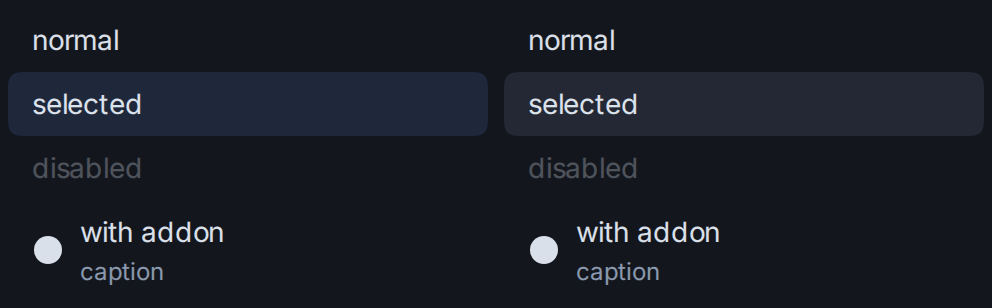 normal
selected
disabled
with addon
caption
normal
selected
disabled
with addon
caption